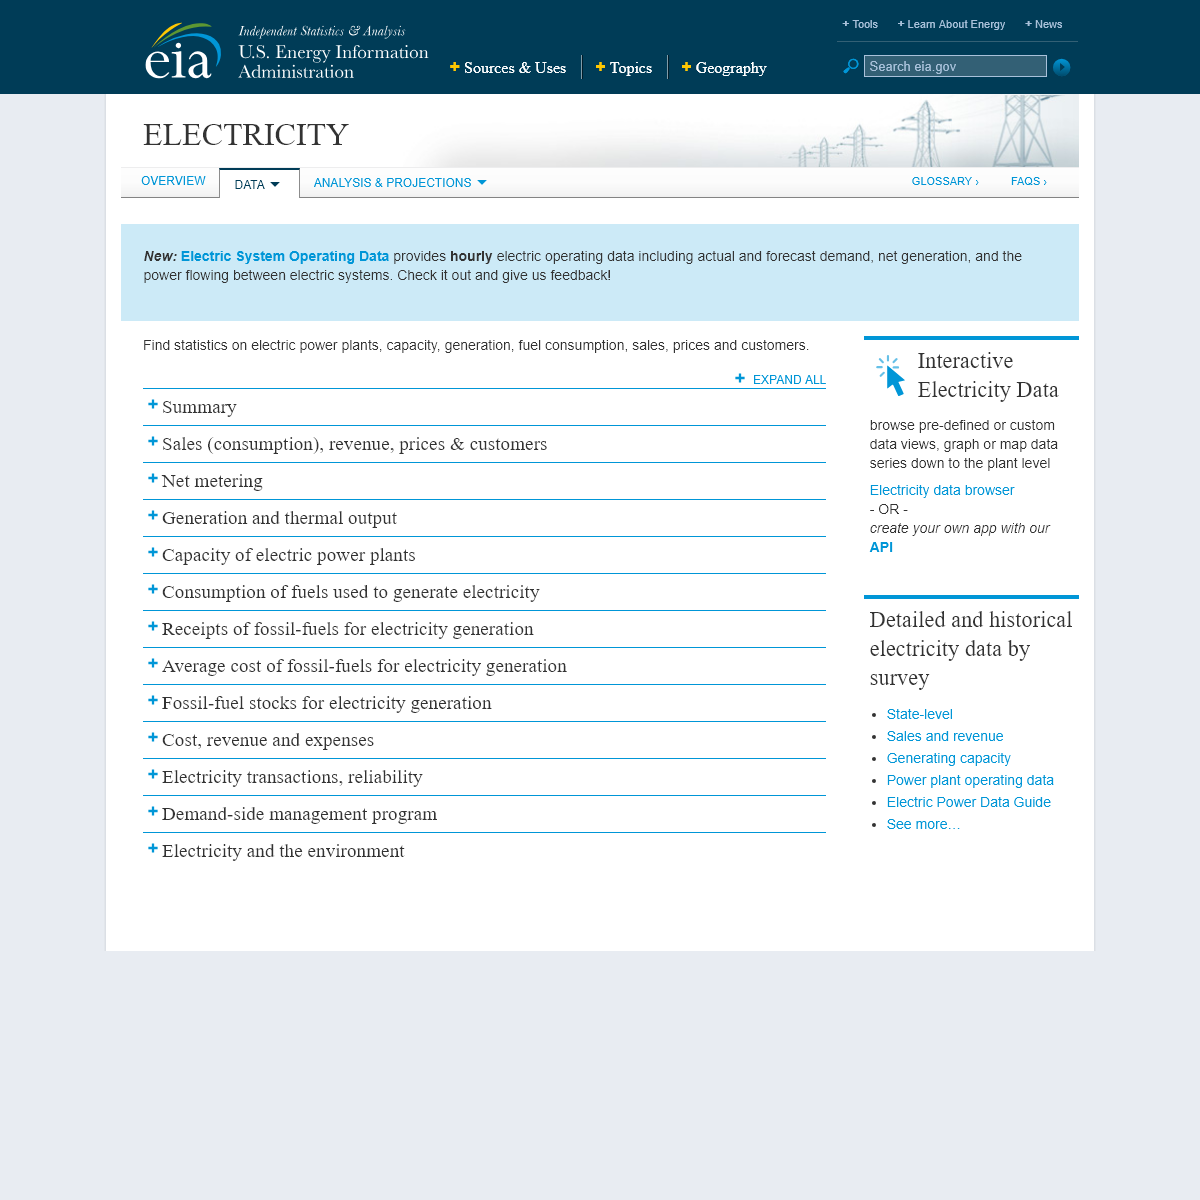 + Tools + Learn About Energy + News
eia
Independent Statistics & Analysis
U.S. Energy Information
Administration
+ Sources & Uses + Topics + Geography
Search eia.gov
ELECTRICITY
OVERVIEW DATA ANALYSIS & PROJECTIONS GLOSSARY › FAQS ›
New: Electric System Operating Data provides hourly electric operating data including actual and forecast demand, net generation, and the
power flowing between electric systems. Check it out and give us feedback!
Find statistics on electric power plants, capacity, generation, fuel consumption, sales, prices and customers.
+ EXPAND ALL
+ Summary
+ Sales (consumption), revenue, prices & customers
+ Net metering
+ Generation and thermal output
+ Capacity of electric power plants
+ Consumption of fuels used to generate electricity
+ Receipts of fossil-fuels for electricity generation
+ Average cost of fossil-fuels for electricity generation
+ Fossil-fuel stocks for electricity generation
+ Cost, revenue and expenses
+ Electricity transactions, reliability
+ Demand-side management program
+ Electricity and the environment
Interactive
Electricity Data
browse pre-defined or custom
data views, graph or map data
series down to the plant level
Electricity data browser
- OR -
create your own app with our
API
Detailed and historical
electricity data by
survey
• State-level
• Sales and revenue
• Generating capacity
• Power plant operating data
• Electric Power Data Guide
• See more…